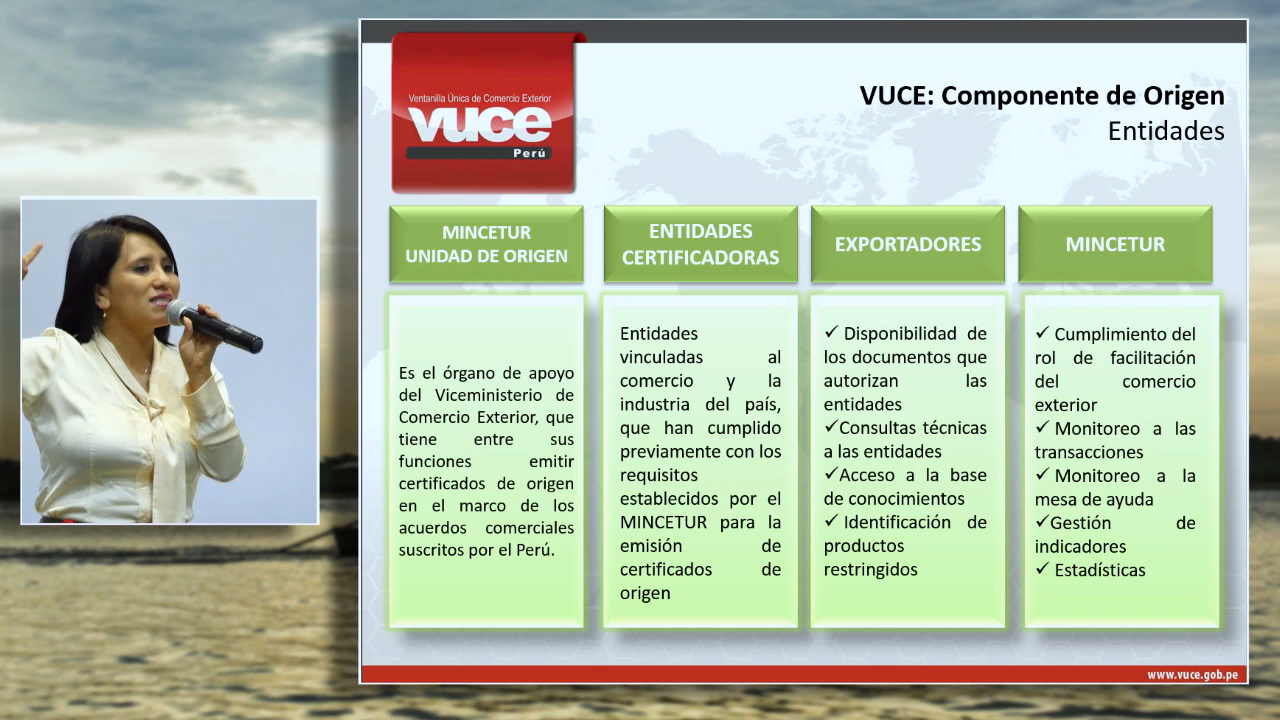 Ventanilla Única de Comercio Exterior
vuce
Perú
VUCE: Componente de Origen
Entidades
MINCETUR
UNIDAD DE ORIGEN
Es el órgano de apoyo
del Viceministerio de
Comercio Exterior, que
tiene entre sus
funciones emitir
certificados de origen
en el marco de los
acuerdos comerciales
suscritos por el Perú.
ENTIDADES
CERTIFICADORAS
Entidades
vinculadas al
comercio y la
industria del país,
que han cumplido
previamente con los
requisitos
establecidos por el
MINCETUR para la
emisión de
certificados de
origen
EXPORTADORES
✓ Disponibilidad de
los documentos que
autorizan las
entidades
✓Consultas técnicas
a las entidades
✓Acceso a la base
de conocimientos
✓ Identificación de
productos
restringidos
MINCETUR
✓ Cumplimiento del
rol de facilitación
del comercio
exterior
✓ Monitoreo a las
transacciones
✓ Monitoreo a la
mesa de ayuda
✓Gestión de
indicadores
✓ Estadísticas
www.vuce.gob.pe